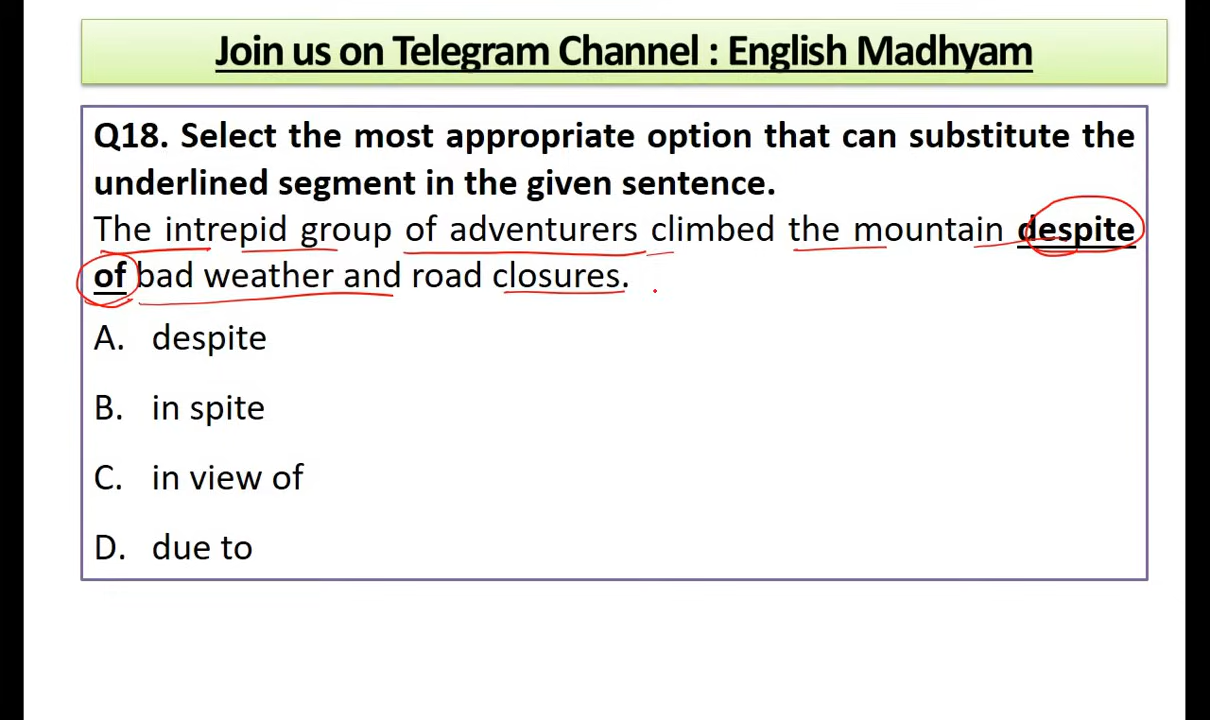 Join us on Telegram Channel : English Madhyam
Q18. Select the most appropriate option that can substitute the
underlined segment in the given sentence.
The intrepid group of adventurers climbed the mountain despite
of bad weather and road closures.
A. despite
B. in spite
C. in view of
D. due to